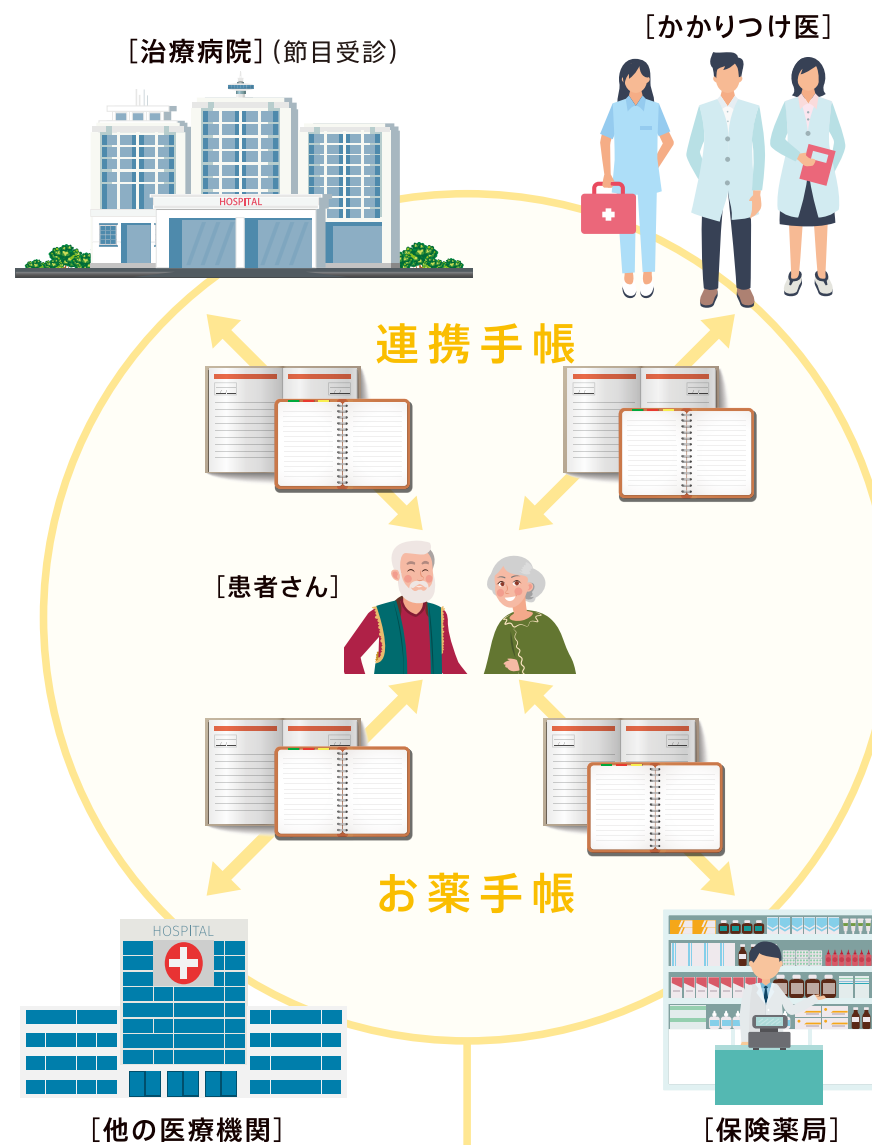 [かかりつけ医]
[治療病院](節目受診)
HOSPITAL
連携手帳
[患者さん]
お薬手帳
HOSPITAL
[他の医療機関]
[保険薬局]